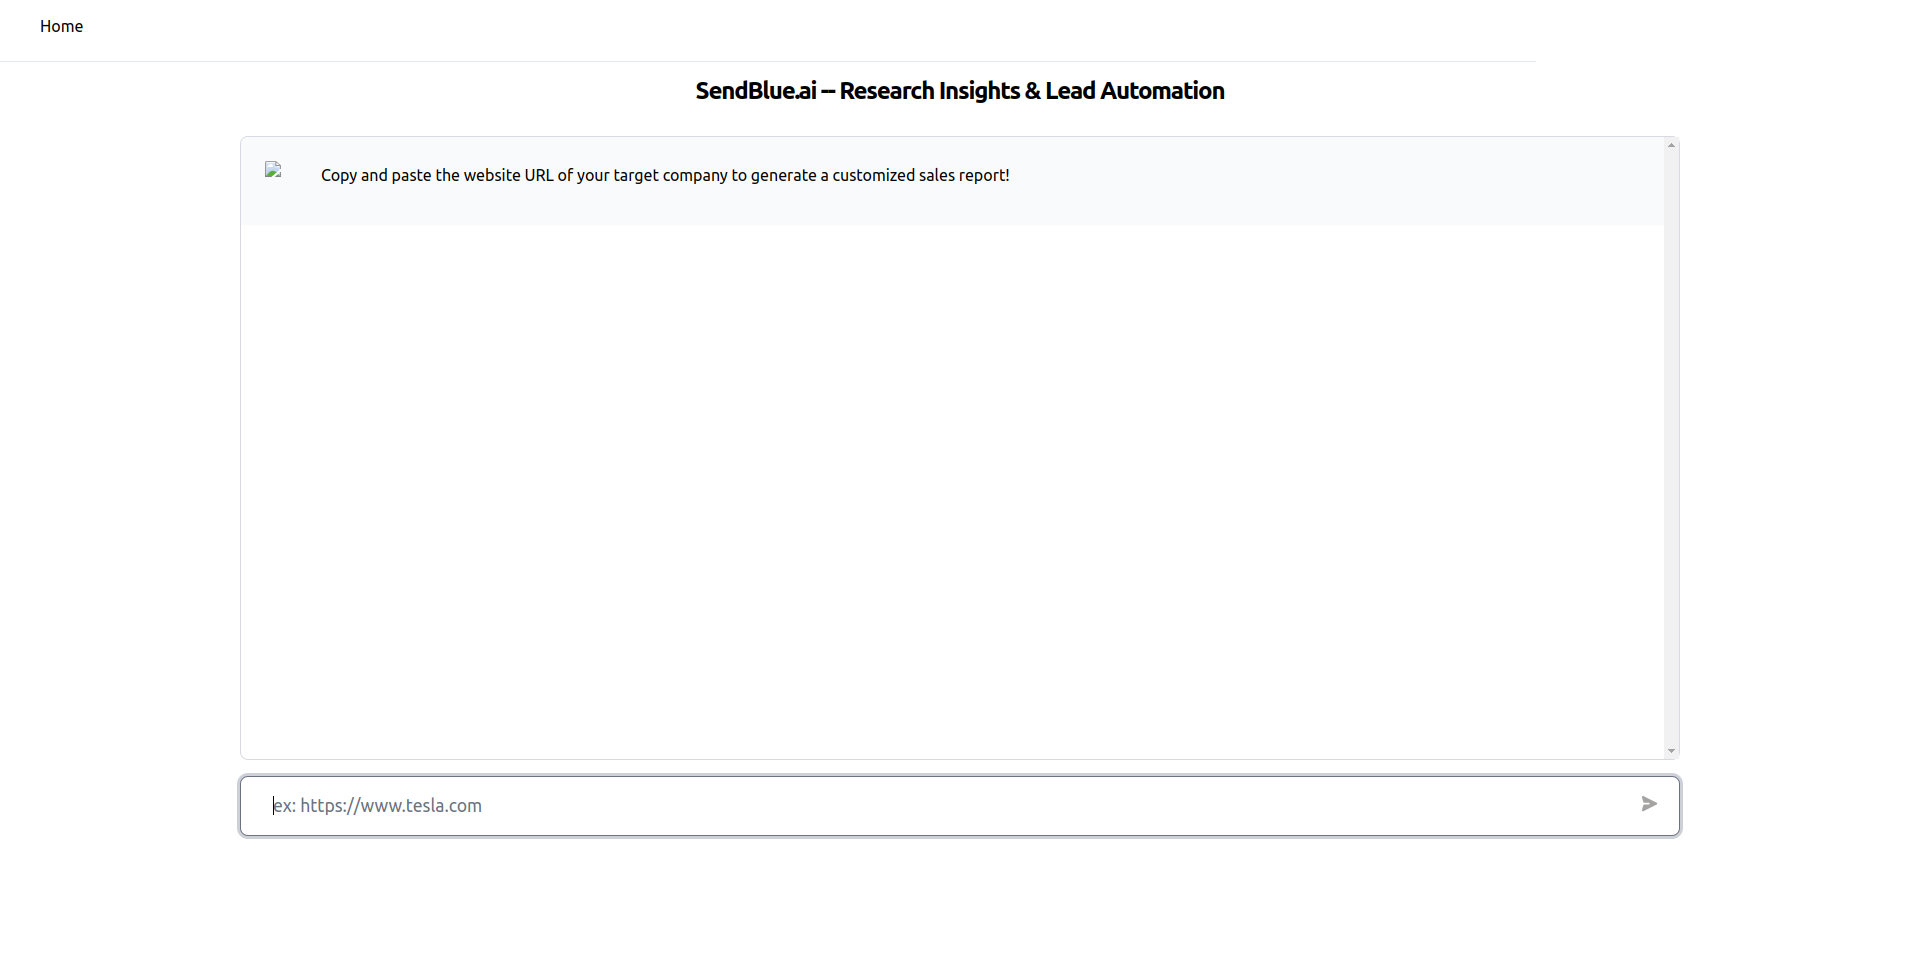 Home
SendBlue.ai – Research Insights & Lead Automation
Copy and paste the website URL of your target company to generate a customized sales report!
ex: https://www.tesla.com